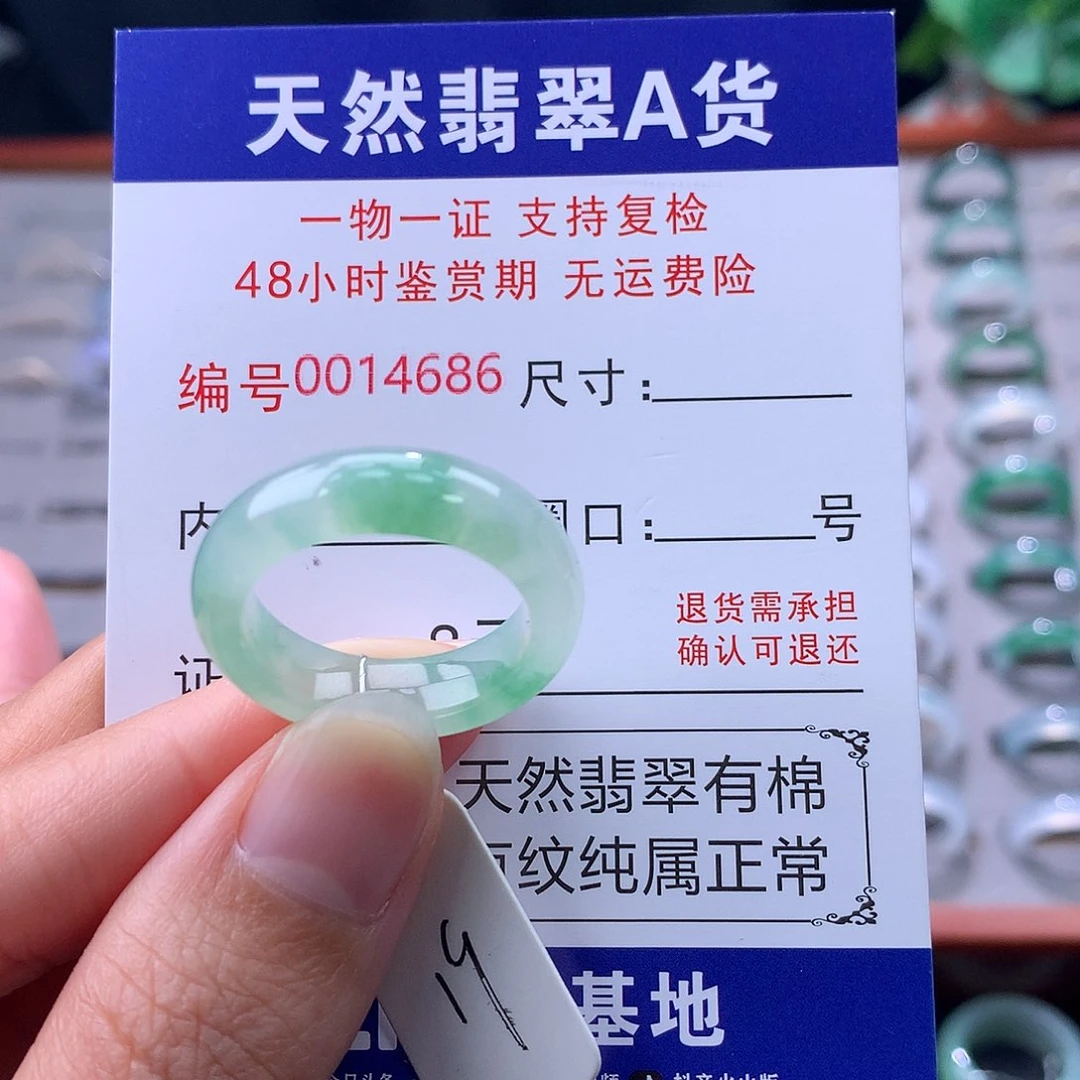 天然翡翠A货
一物一证 支持复检
48小时鉴赏期 无运费险
编号0014686 尺寸:
内 圈口: 号
退货需承担
确认可退还
证
天然翡翠有棉
纹纯属正常
基地